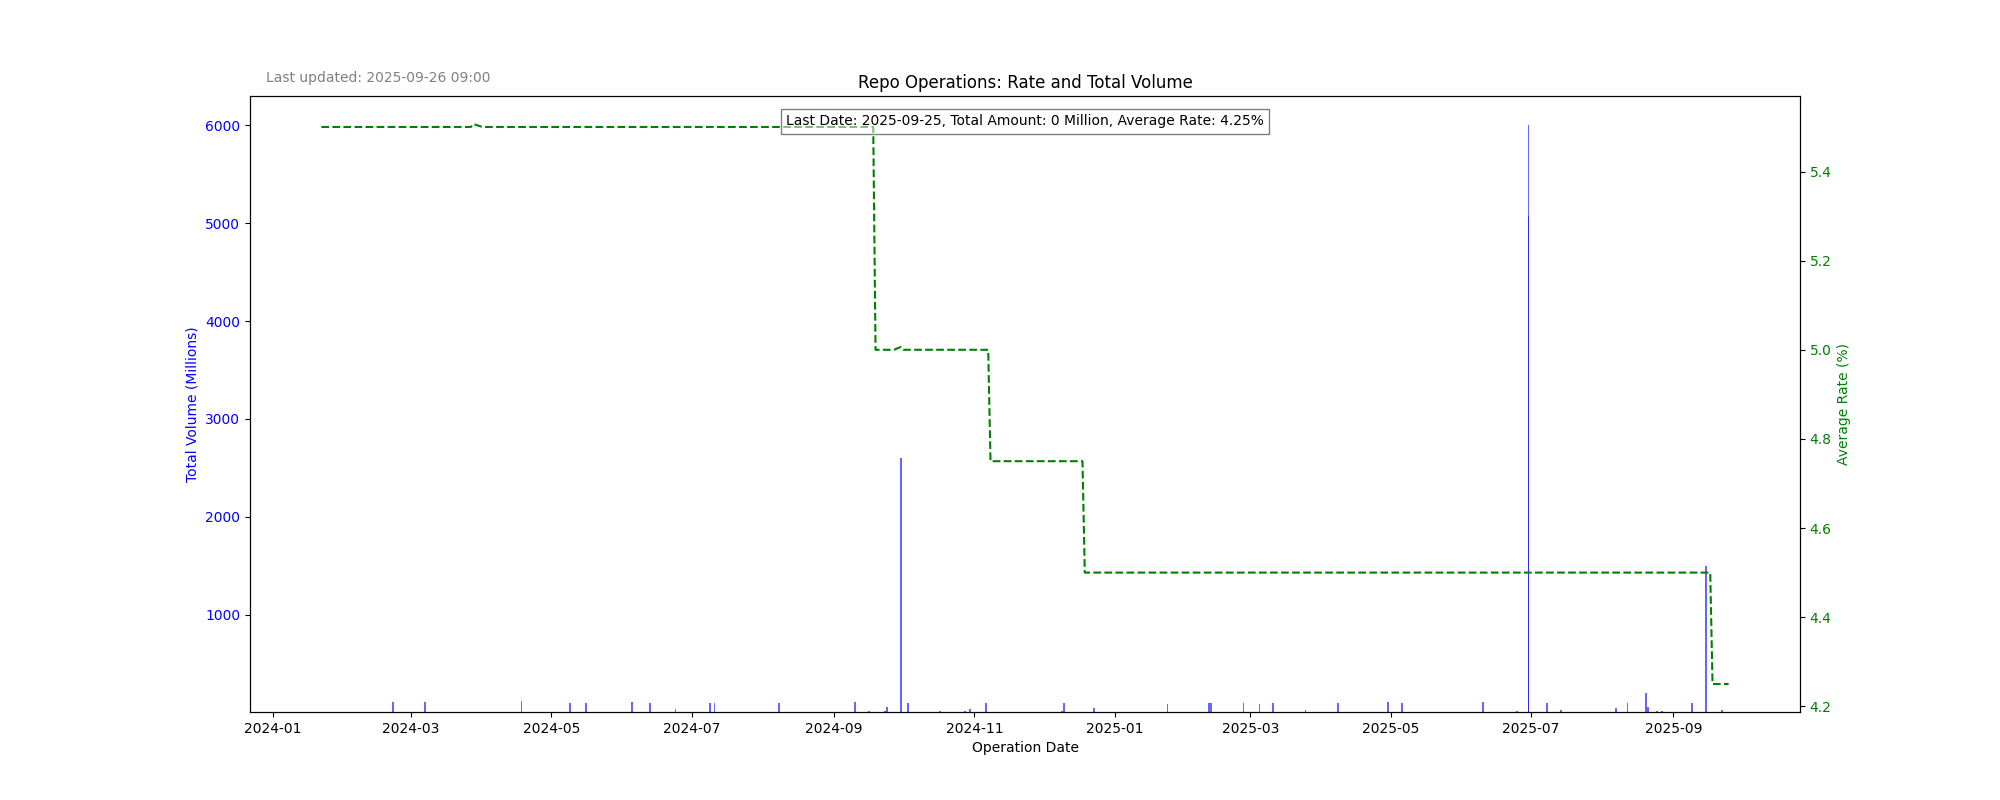 Last updated: 2025-09-26 09:00
Repo Operations: Rate and Total Volume
Last Date: 2025-09-25, Total Amount: 0 Million, Average Rate: 4.25%
Total Volume (Millions)
6000
5000
4000
3000
2000
1000
5.4
5.2
5.0
4.8
4.6
4.4
4.2
Average Rate (%)
2024-01 2024-03 2024-05 2024-07 2024-09 2024-11 2025-01 2025-03 2025-05 2025-07 2025-09
Operation Date